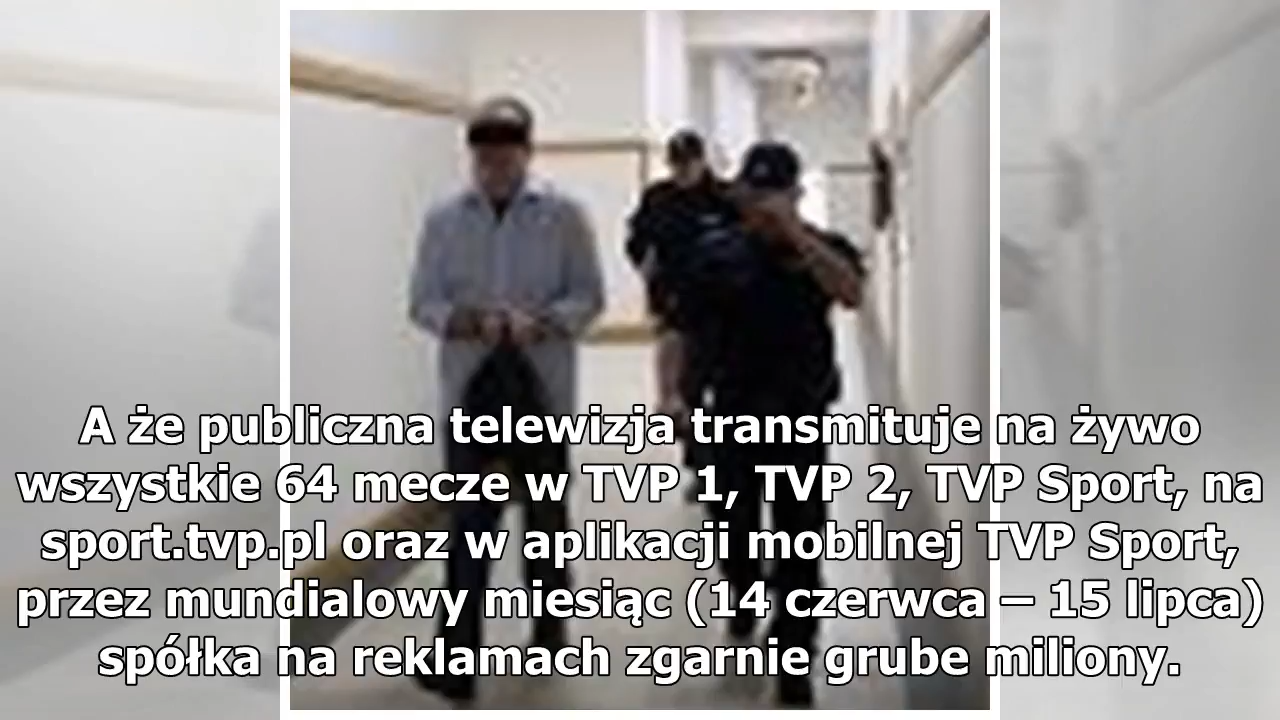 A że publiczna telewizja transmituje na żywo
wszystkie 64 mecze w TVP 1, TVP 2, TVP Sport, na
sport.tvp.pl oraz w aplikacji mobilnej TVP Sport,
przez mundialowy miesiąc (14 czerwca – 15 lipca)
spółka na reklamach zgarnie grube miliony.